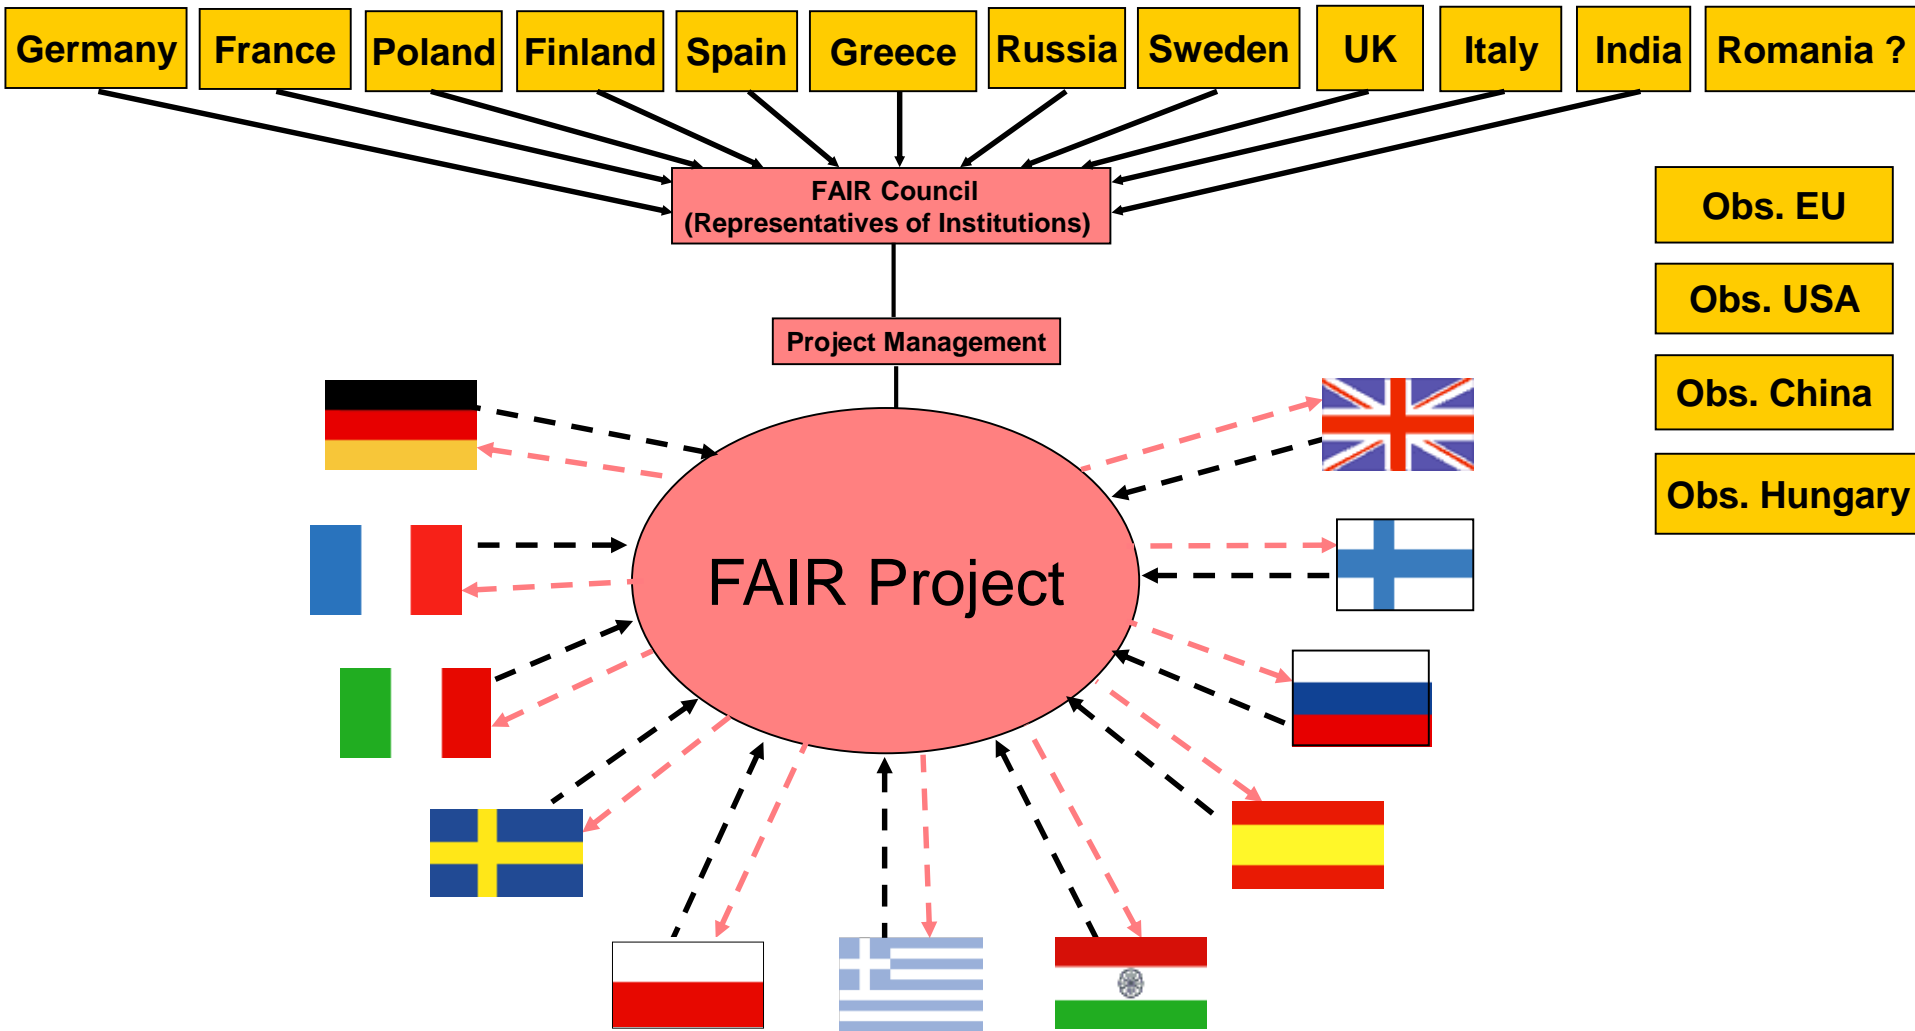 Germany
France
Poland
Finland
Spain
Greece
Russia
Sweden
UK
Italy
India
Romania ?
FAIR Council
(Representatives of Institutions)
Obs. EU
Obs. USA
Project Management
Obs. China
Obs. Hungary
FAIR Project